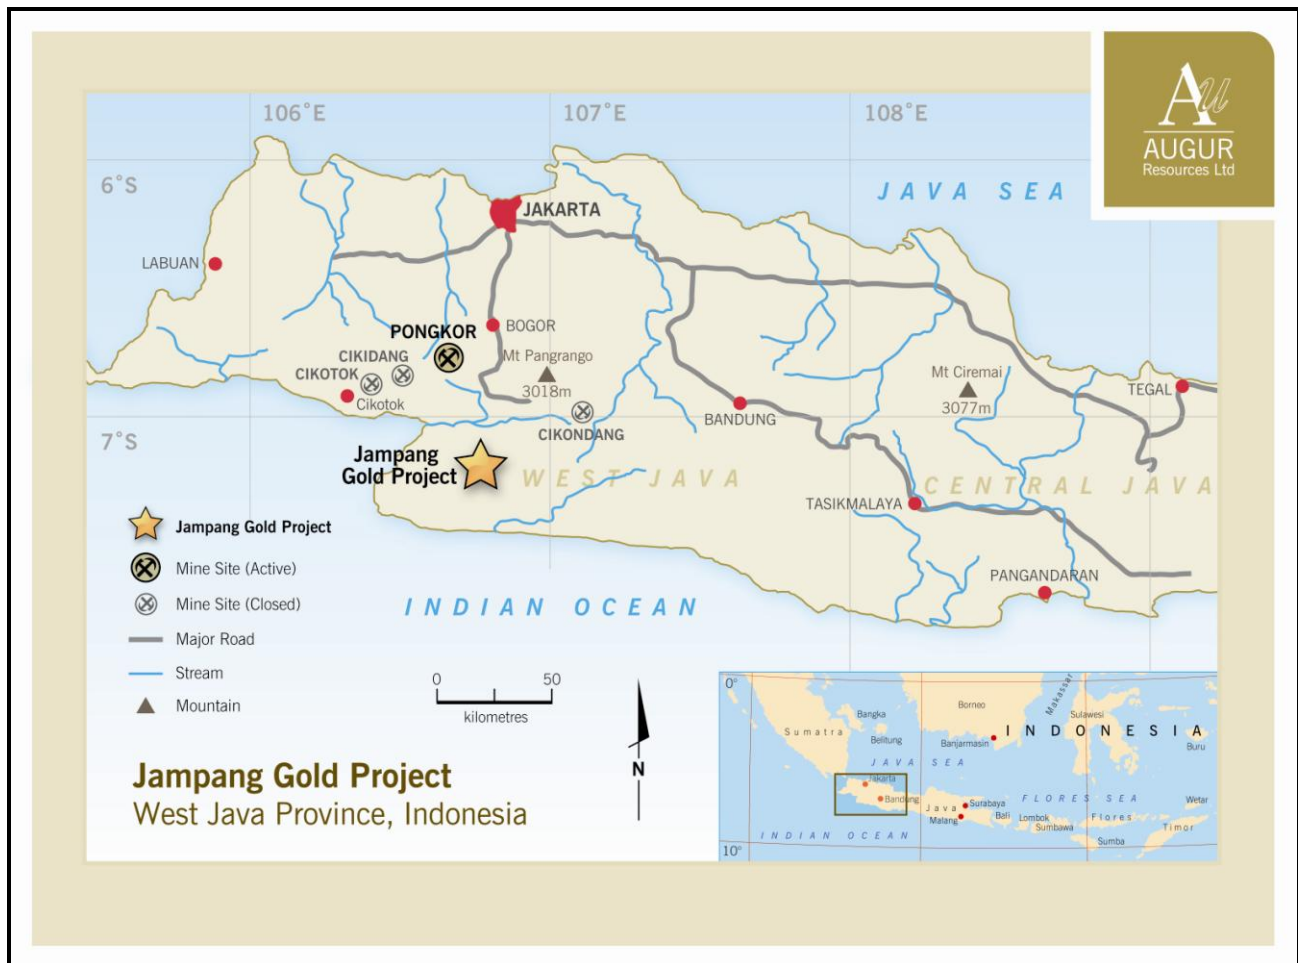 106°E
107°E
108°E
Au
AUGUR
Resources Ltd
6°S
JAVA SEA
JAKARTA
LABUAN
PONGKOR
BOGOR
CIKIDANG
Mt Pangrango
3018m
CIKOTOK
Cikotok
Mt Ciremai
3077m
TEGAL
BANDUNG
CIKONDANG
7°S
Jampang
Gold Project
WEST JAVA
CENTRAL JAVA
TASIKMALAYA
PANGANDARAN
INDIAN OCEAN
Jampang Gold Project
Mine Site (Active)
Mine Site (Closed)
Major Road
Stream
Mountain
0 50
kilometres
N
Jampang Gold Project
West Java Province, Indonesia
0°
Sumatra
Bangka
Belitung
Borneo
Banjarmasin
Makassar
Sulawesi
INDONESIA
Buru
JAVA SEA
Jakarta
Bandung
Java
Surabaya
Malang
Bali
Lombok
Sumbawa
FLORES SEA
Flores
Wetar
Timor
Sumba
INDIAN OCEAN
10°